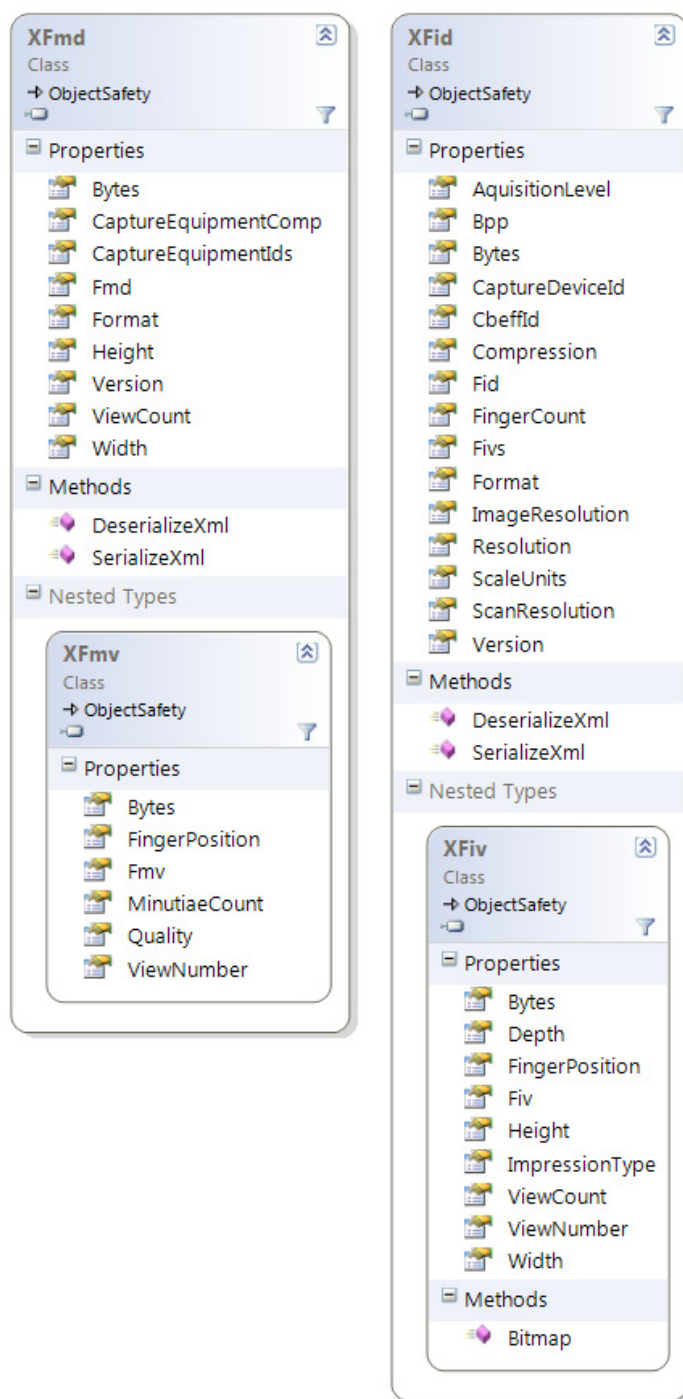 XFmd
Class
ObjectSafety
Properties
Bytes
CaptureEquipmentComp
CaptureEquipmentIds
Fmd
Format
Height
Version
ViewCount
Width
Methods
DeserializeXml
SerializeXml
Nested Types
XFmv
Class
ObjectSafety
Properties
Bytes
FingerPosition
Fmv
MinutiaeCount
Quality
ViewNumber
XFid
Class
ObjectSafety
Properties
AquisitionLevel
Bpp
Bytes
CaptureDeviceId
CbeffId
Compression
Fid
FingerCount
Fivs
Format
ImageResolution
Resolution
ScaleUnits
ScanResolution
Version
Methods
DeserializeXml
SerializeXml
Nested Types
XFiv
Class
ObjectSafety
Properties
Bytes
Depth
FingerPosition
Fiv
Height
ImpressionType
ViewCount
ViewNumber
Width
Methods
Bitmap